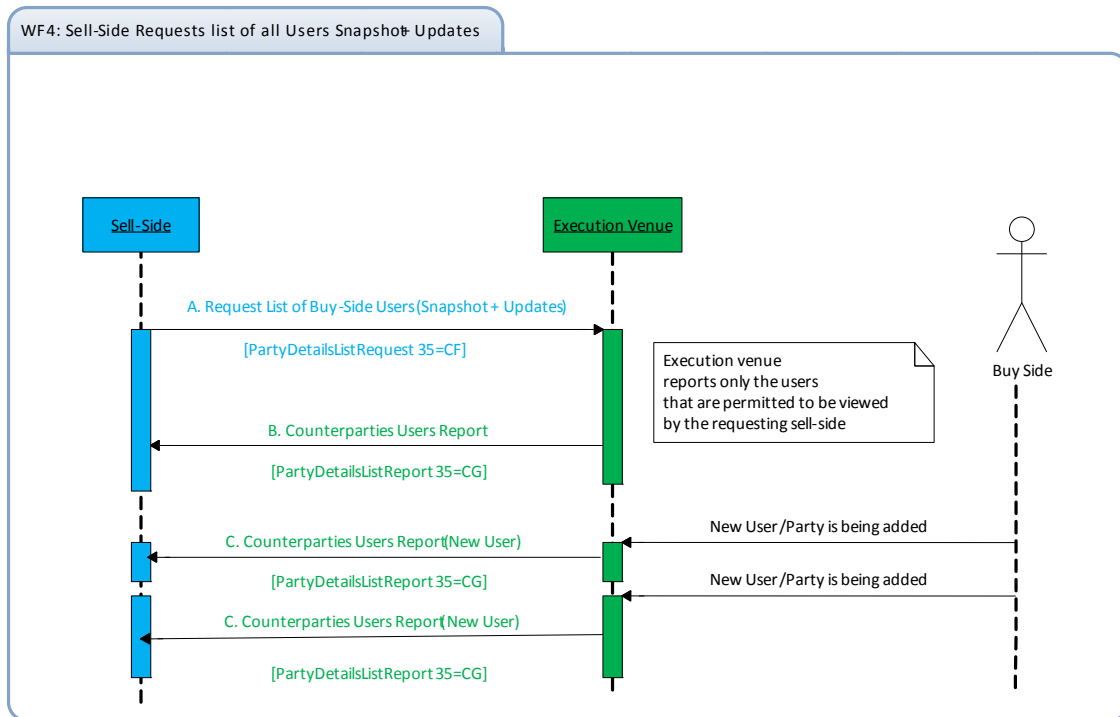 WF4: Sell-Side Requests list of all Users Snapshot+ Updates
Sell-Side
Execution Venue
A. Request List of Buy-Side Users (Snapshot + Updates)
[PartyDetailsListRequest 35=CF]
Execution venue
reports only the users
that are permitted to be viewed
by the requesting sell-side
Buy Side
B. Counterparties Users Report
[PartyDetailsListReport 35=CG]
New User/Party is being added
C. Counterparties Users Report (New User)
[PartyDetailsListReport 35=CG]
New User/Party is being added
C. Counterparties Users Report (New User)
[PartyDetailsListReport 35=CG]